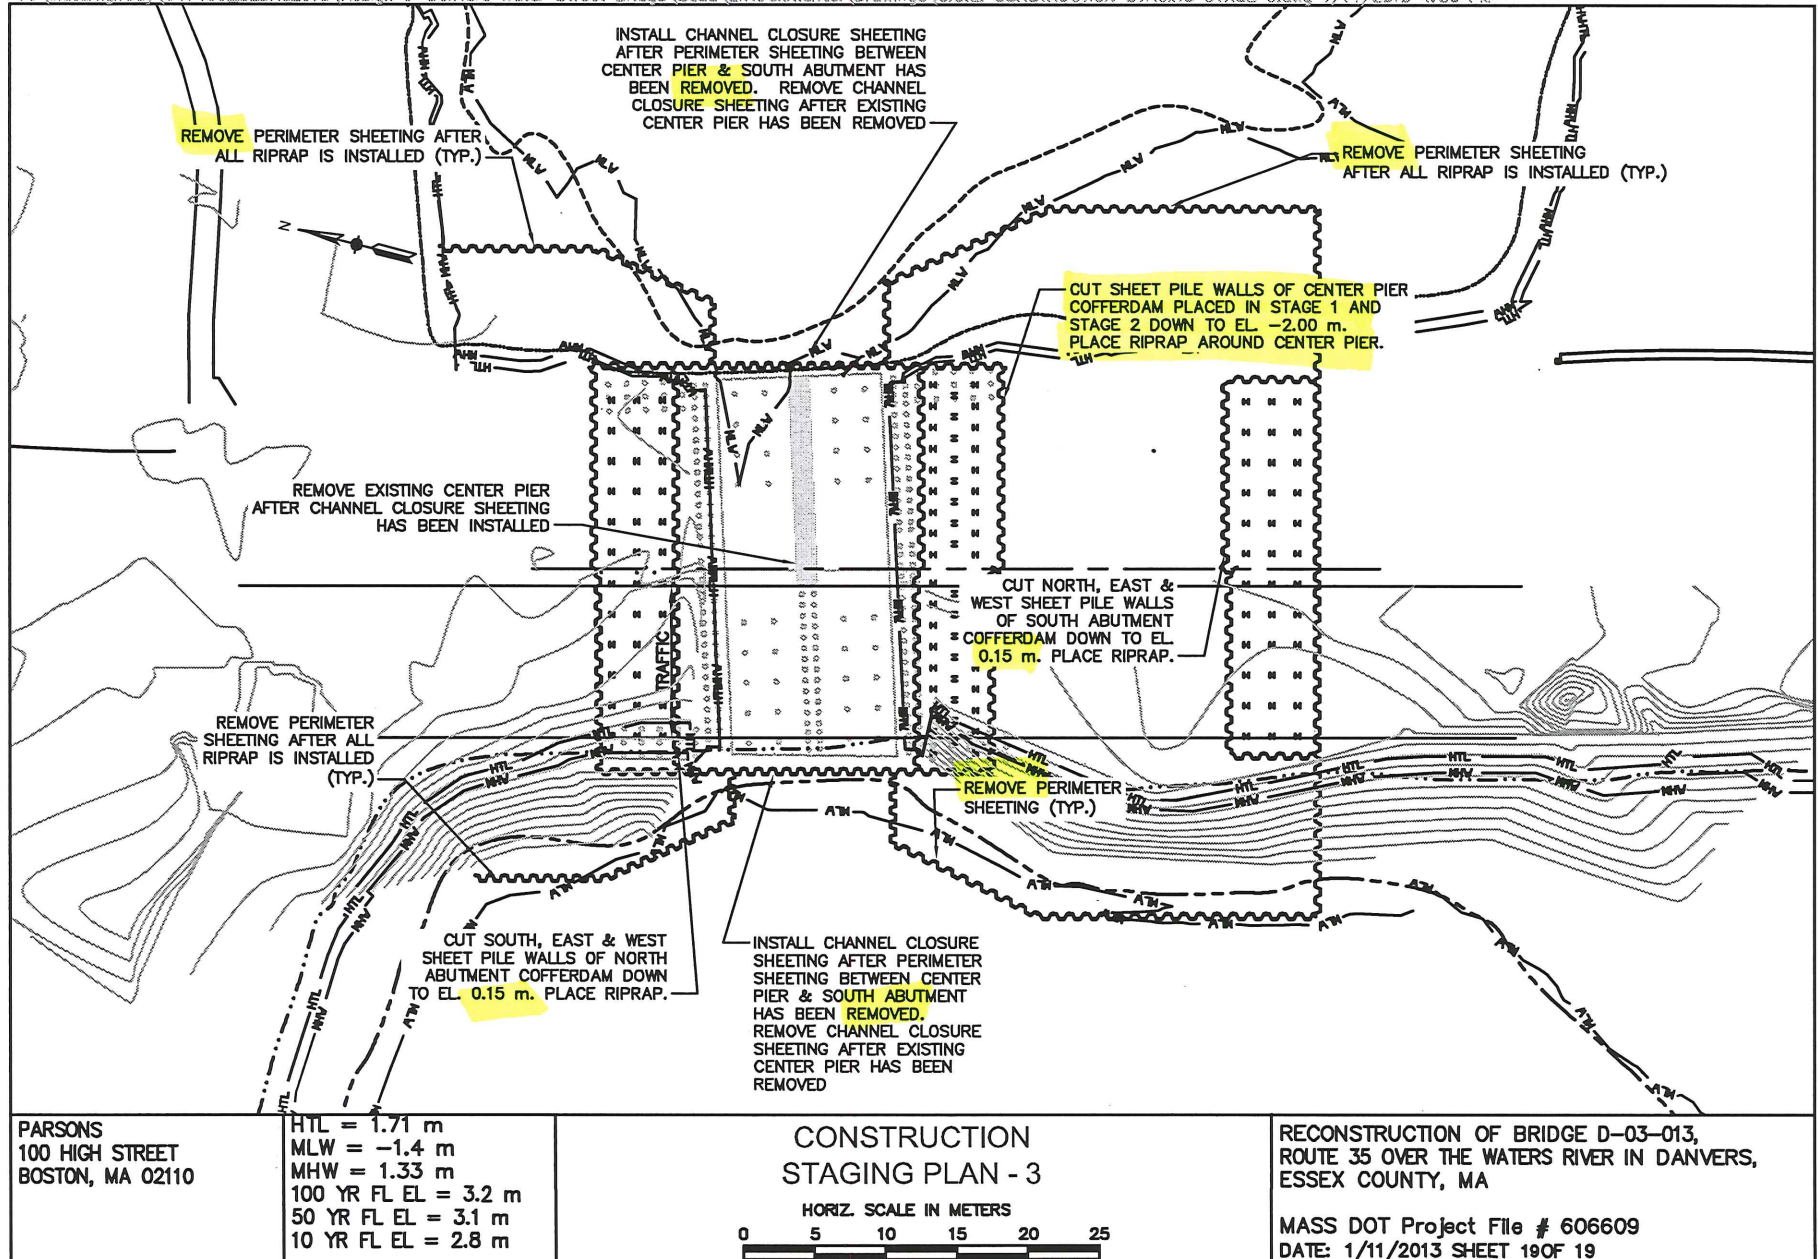 INSTALL CHANNEL CLOSURE SHEETING
AFTER PERIMETER SHEETING BETWEEN
CENTER PIER & SOUTH ABUTMENT HAS
BEEN REMOVED. REMOVE CHANNEL
CLOSURE SHEETING AFTER EXISTING
CENTER PIER HAS BEEN REMOVED
REMOVE PERIMETER SHEETING AFTER
ALL RIPRAP IS INSTALLED (TYP.)
REMOVE PERIMETER SHEETING
AFTER ALL RIPRAP IS INSTALLED (TYP.)
N
CUT SHEET PILE WALLS OF CENTER PIER
COFFERDAM PLACED IN STAGE 1 AND
STAGE 2 DOWN TO EL. -2.00 m.
PLACE RIPRAP AROUND CENTER PIER.
REMOVE EXISTING CENTER PIER
AFTER CHANNEL CLOSURE SHEETING
HAS BEEN INSTALLED
CUT NORTH, EAST &
WEST SHEET PILE WALLS
OF SOUTH ABUTMENT
COFFERDAM DOWN TO EL.
0.15 m. PLACE RIPRAP.
TRAFFIC
REMOVE PERIMETER
SHEETING AFTER ALL
RIPRAP IS INSTALLED
(TYP.)
REMOVE PERIMETER
SHEETING (TYP.)
CUT SOUTH, EAST & WEST
SHEET PILE WALLS OF NORTH
ABUTMENT COFFERDAM DOWN
TO EL. 0.15 m. PLACE RIPRAP.
INSTALL CHANNEL CLOSURE
SHEETING AFTER PERIMETER
SHEETING BETWEEN CENTER
PIER & SOUTH ABUTMENT
HAS BEEN REMOVED.
REMOVE CHANNEL CLOSURE
SHEETING AFTER EXISTING
CENTER PIER HAS BEEN
REMOVED
HTL
MHW
MLW
PARSONS
100 HIGH STREET
BOSTON, MA 02110
HTL = 1.71 m
MLW = -1.4 m
MHW = 1.33 m
100 YR FL EL = 3.2 m
50 YR FL EL = 3.1 m
10 YR FL EL = 2.8 m
CONSTRUCTION
STAGING PLAN - 3
HORIZ. SCALE IN METERS
0 5 10 15 20 25
RECONSTRUCTION OF BRIDGE D-03-013,
ROUTE 35 OVER THE WATERS RIVER IN DANVERS,
ESSEX COUNTY, MA
MASS DOT Project File # 606609
DATE: 1/11/2013 SHEET 19OF 19